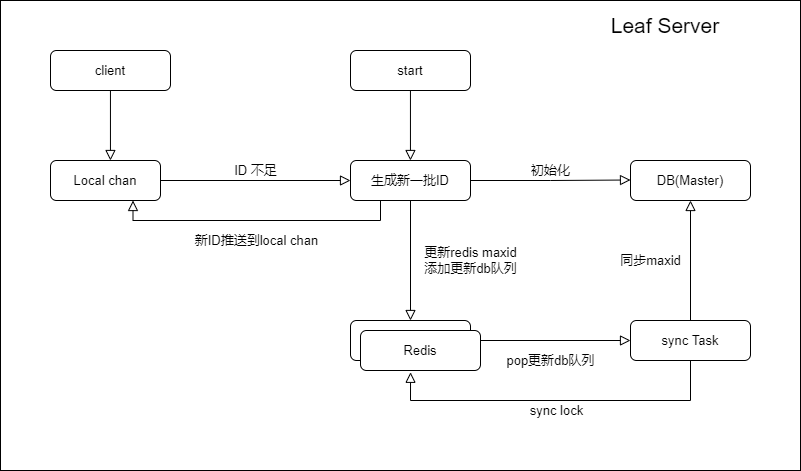 Leaf Server
client
start
Local chan
ID 不足
生成新一批ID
初始化
DB(Master)
新ID推送到local chan
更新redis maxid
添加更新db队列
同步maxid
Redis
pop更新db队列
sync Task
sync lock